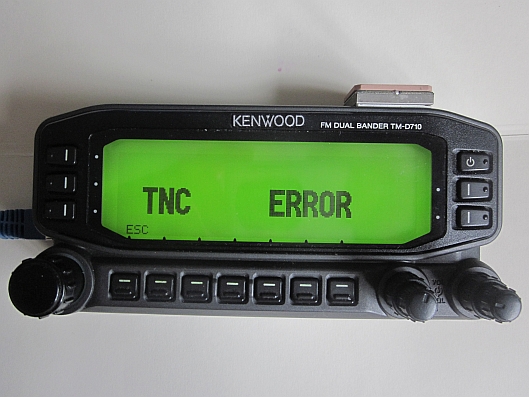 KENWOOD
FM DUAL BANDER TM-D710
TNC ERROR
ESC